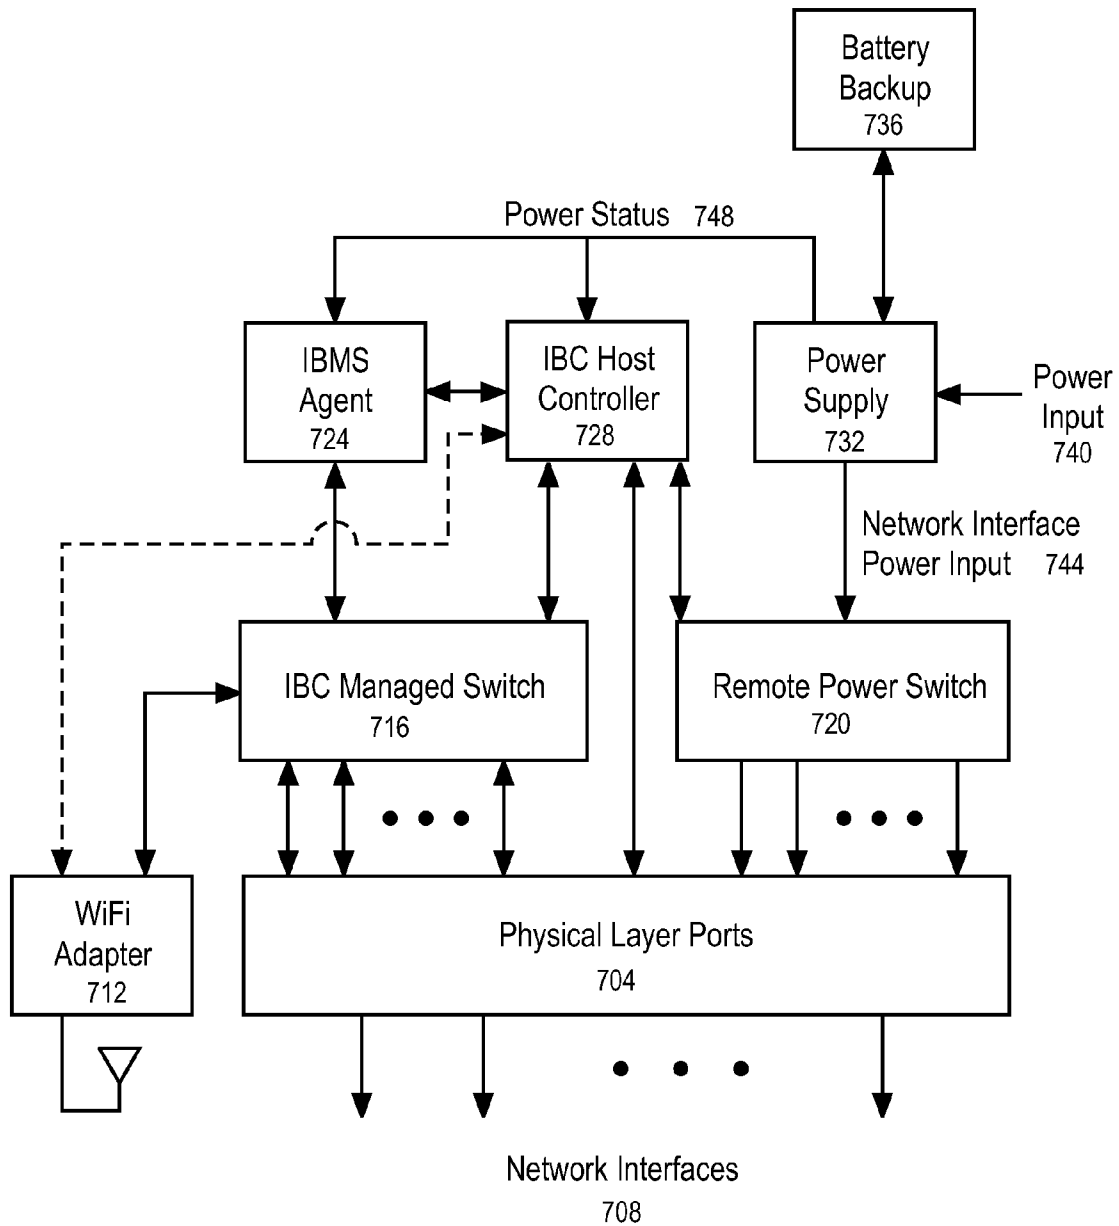 Battery
Backup
736
Power Status 748
IBMS
Agent
724
IBC Host
Controller
728
Power
Supply
732
Power
Input
740
Network Interface
Power Input 744
IBC Managed Switch
716
Remote Power Switch
720
WiFi
Adapter
712
Physical Layer Ports
704
Network Interfaces
708